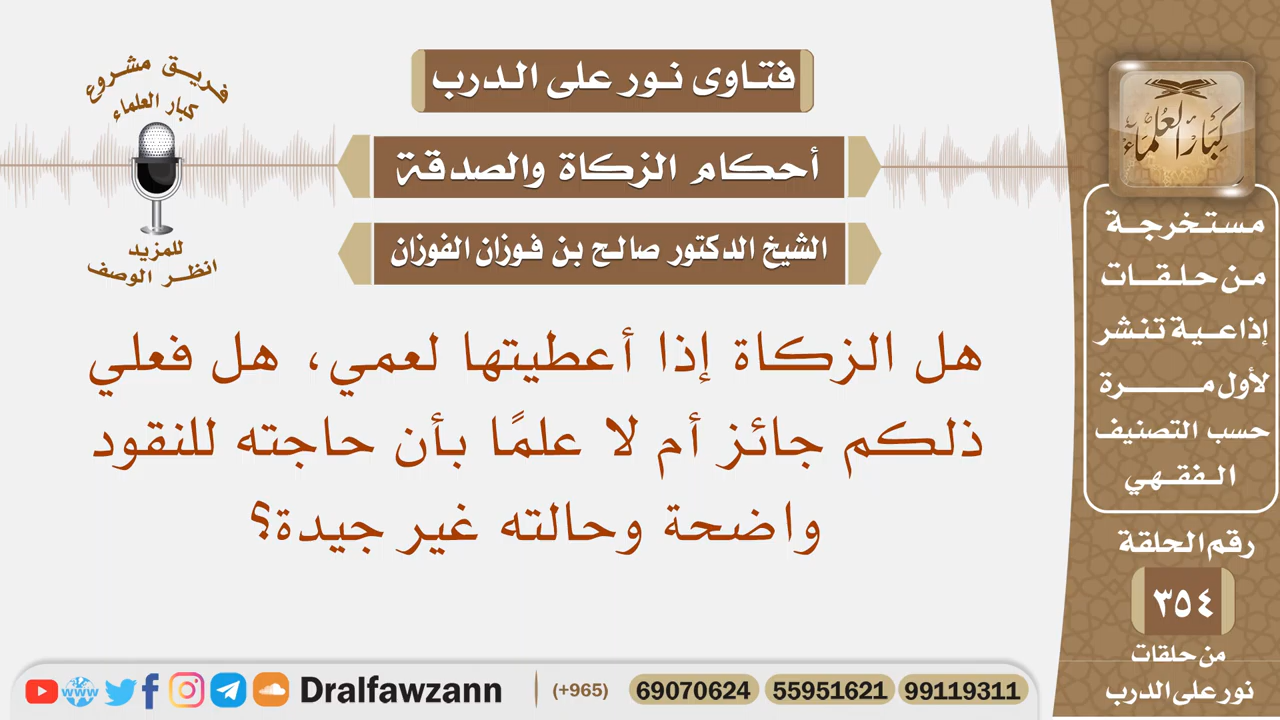 فتاوى نور على الدرب
أحكام الزكاة والصدقة
الشيخ الدكتور صالح بن فوزان الفوزان
فريق مشروع
كبار العلماء
للمزيد
انظر الوصف
هل الزكاة إذا أعطيتها لعمي، هل فعلي
ذلكم جائز أم لا علمًا بأن حاجته للنقود
واضحة وحالته غير جيدة؟
كبار العلماء
مستخرجة
من حلقات
إذاعية تنشر
لأول مرة
حسب التصنيف
الفقهي
رقم الحلقة
٣٥٤
من حلقات
نور على الدرب
www
Dralfawzann
(+965)
69070624
55951621
99119311